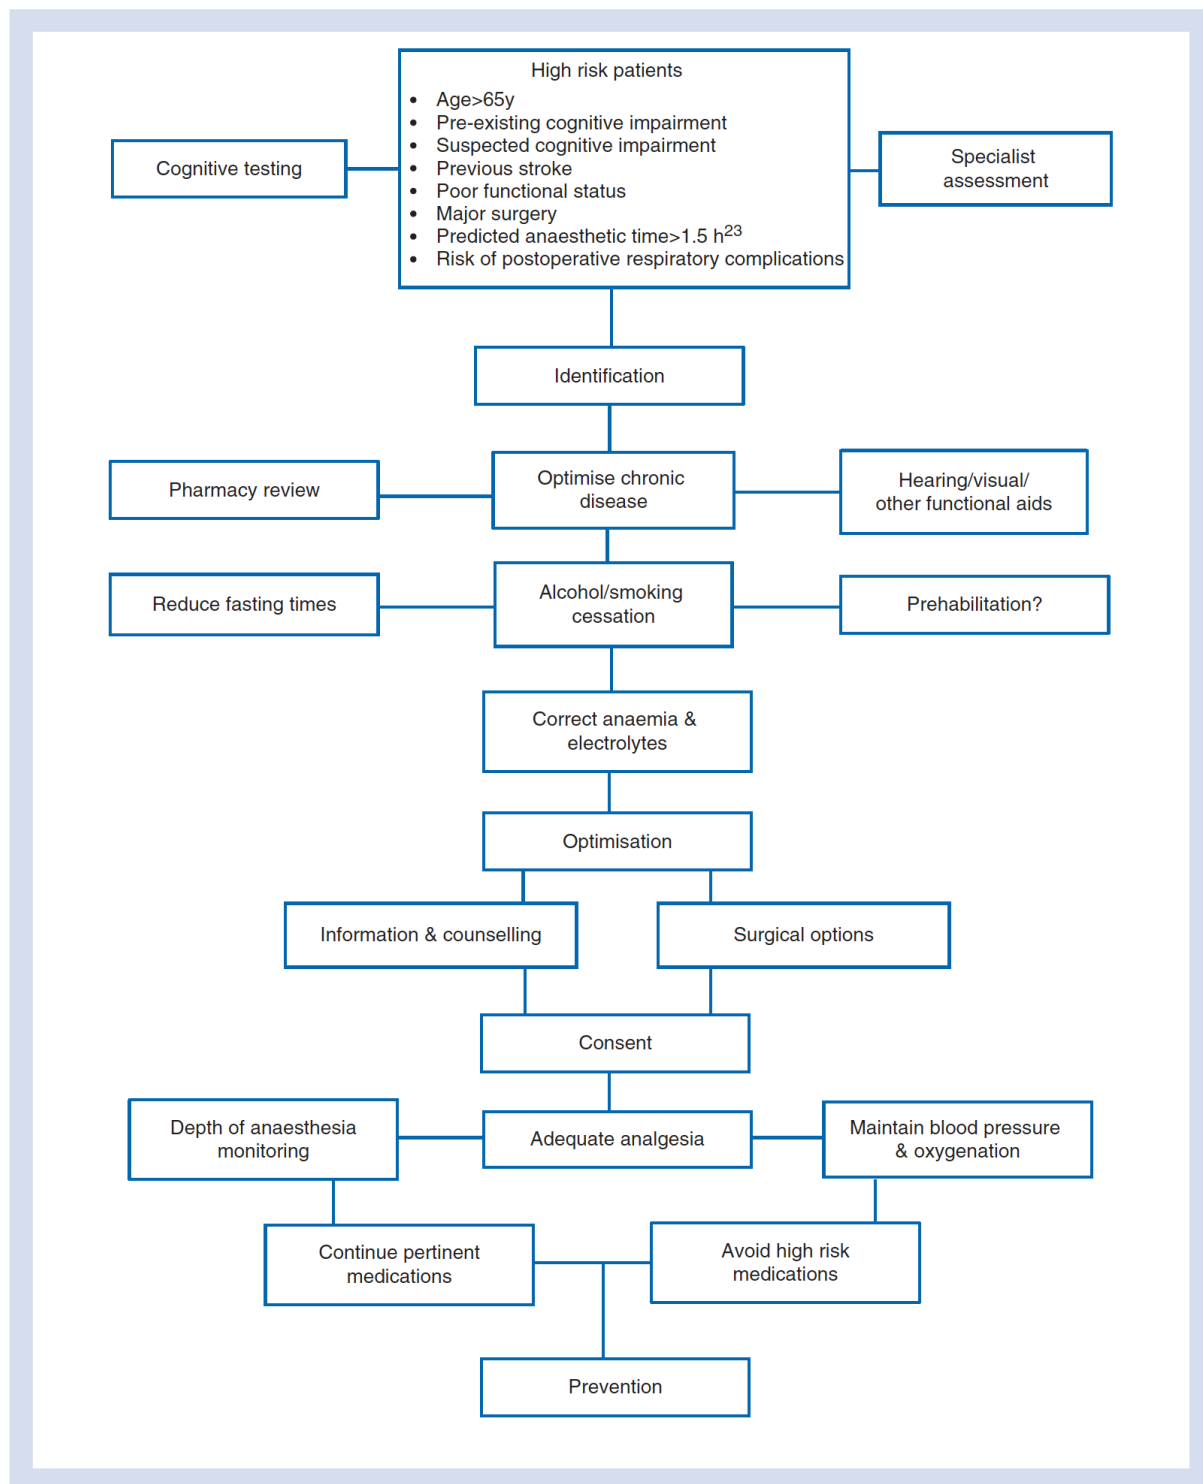 High risk patients
• Age>65y
• Pre-existing cognitive impairment
• Suspected cognitive impairment
• Previous stroke
• Poor functional status
• Major surgery
• Predicted anaesthetic time>1.5 h23
• Risk of postoperative respiratory complications
Cognitive testing
Specialist
assessment
Identification
Pharmacy review
Optimise chronic
disease
Hearing/visual/
other functional aids
Reduce fasting times
Alcohol/smoking
cessation
Prehabilitation?
Correct anaemia &
electrolytes
Optimisation
Information & counselling
Surgical options
Consent
Depth of anaesthesia
monitoring
Adequate analgesia
Maintain blood pressure
& oxygenation
Continue pertinent
medications
Avoid high risk
medications
Prevention